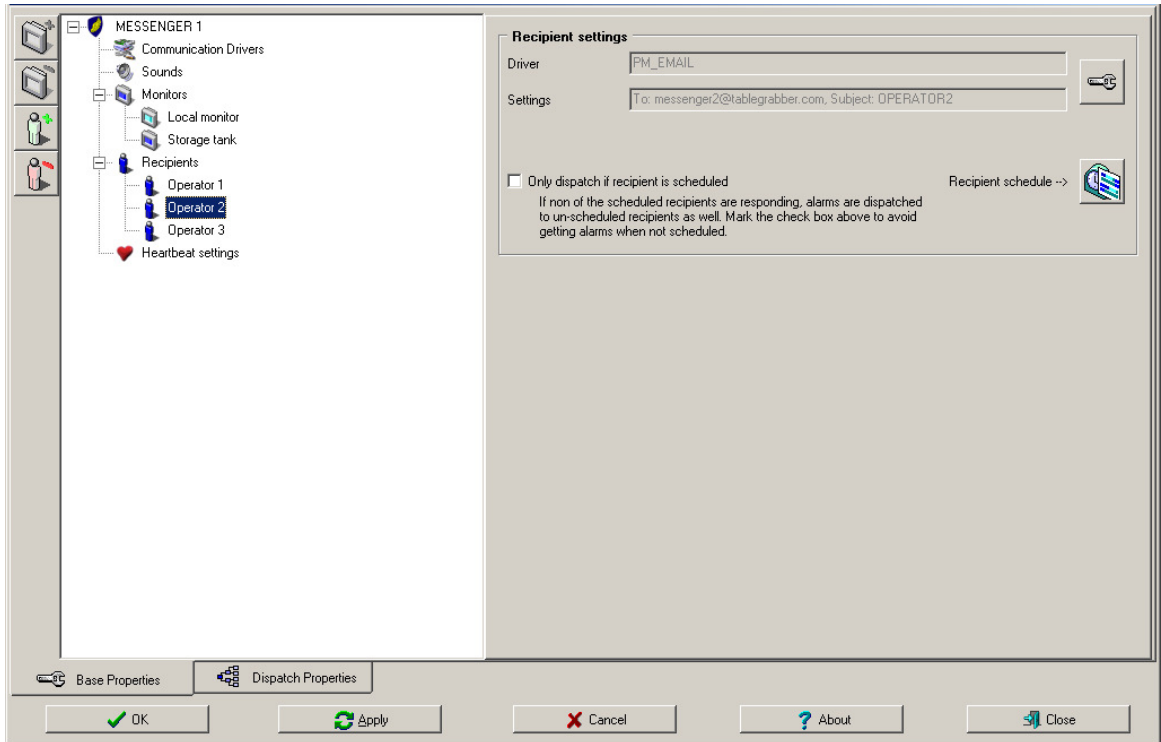 MESSENGER 1
Communication Drivers
Sounds
Monitors
Local monitor
Storage tank
Recipients
Operator 1
Operator 2
Operator 3
Heartbeat settings
Recipient settings
Driver PM_EMAIL
Settings To: messenger2@tablegrabber.com, Subject: OPERATOR2
Only dispatch if recipient is scheduled Recipient schedule -->
If non of the scheduled recipients are responding, alarms are dispatched
to un-scheduled recipients as well. Mark the check box above to avoid
getting alarms when not scheduled.
Base Properties Dispatch Properties
OK Apply Cancel ? About Close